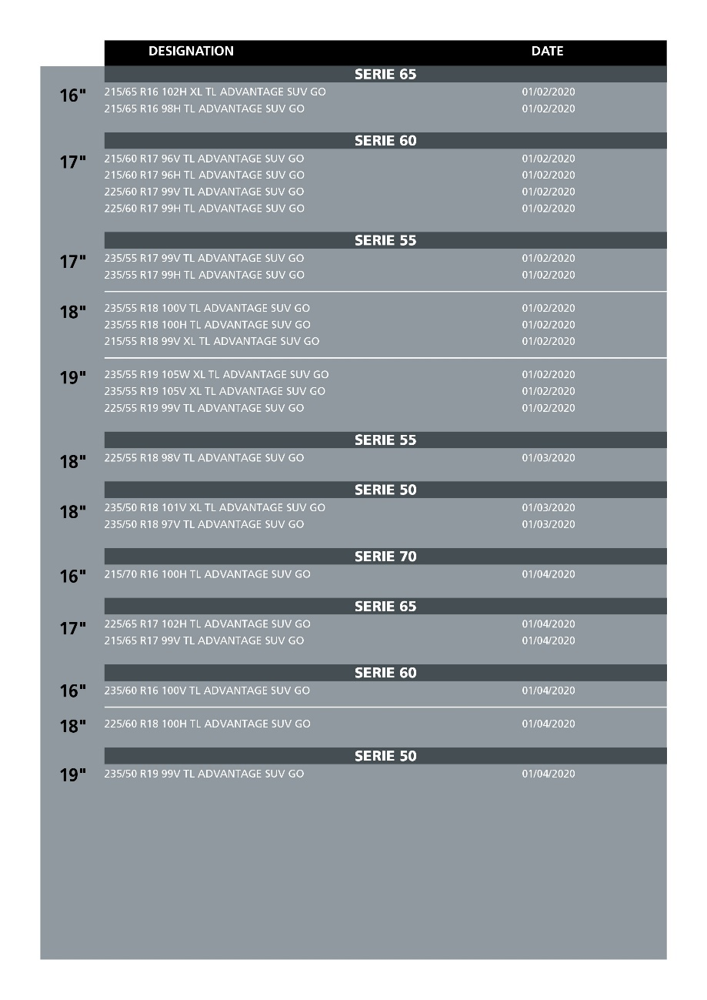 DESIGNATION DATE
SERIE 65
16" 215/65 R16 102H XL TL ADVANTAGE SUV GO 01/02/2020
215/65 R16 98H TL ADVANTAGE SUV GO 01/02/2020
SERIE 60
17" 215/60 R17 96V TL ADVANTAGE SUV GO 01/02/2020
215/60 R17 96H TL ADVANTAGE SUV GO 01/02/2020
225/60 R17 99V TL ADVANTAGE SUV GO 01/02/2020
225/60 R17 99H TL ADVANTAGE SUV GO 01/02/2020
SERIE 55
17" 235/55 R17 99V TL ADVANTAGE SUV GO 01/02/2020
235/55 R17 99H TL ADVANTAGE SUV GO 01/02/2020
18" 235/55 R18 100V TL ADVANTAGE SUV GO 01/02/2020
235/55 R18 100H TL ADVANTAGE SUV GO 01/02/2020
215/55 R18 99V XL TL ADVANTAGE SUV GO 01/02/2020
19" 235/55 R19 105W XL TL ADVANTAGE SUV GO 01/02/2020
235/55 R19 105V XL TL ADVANTAGE SUV GO 01/02/2020
225/55 R19 99V TL ADVANTAGE SUV GO 01/02/2020
SERIE 55
18" 225/55 R18 98V TL ADVANTAGE SUV GO 01/03/2020
SERIE 50
18" 235/50 R18 101V XL TL ADVANTAGE SUV GO 01/03/2020
235/50 R18 97V TL ADVANTAGE SUV GO 01/03/2020
SERIE 70
16" 215/70 R16 100H TL ADVANTAGE SUV GO 01/04/2020
SERIE 65
17" 225/65 R17 102H TL ADVANTAGE SUV GO 01/04/2020
215/65 R17 99V TL ADVANTAGE SUV GO 01/04/2020
SERIE 60
16" 235/60 R16 100V TL ADVANTAGE SUV GO 01/04/2020
18" 225/60 R18 100H TL ADVANTAGE SUV GO 01/04/2020
SERIE 50
19" 235/50 R19 99V TL ADVANTAGE SUV GO 01/04/2020